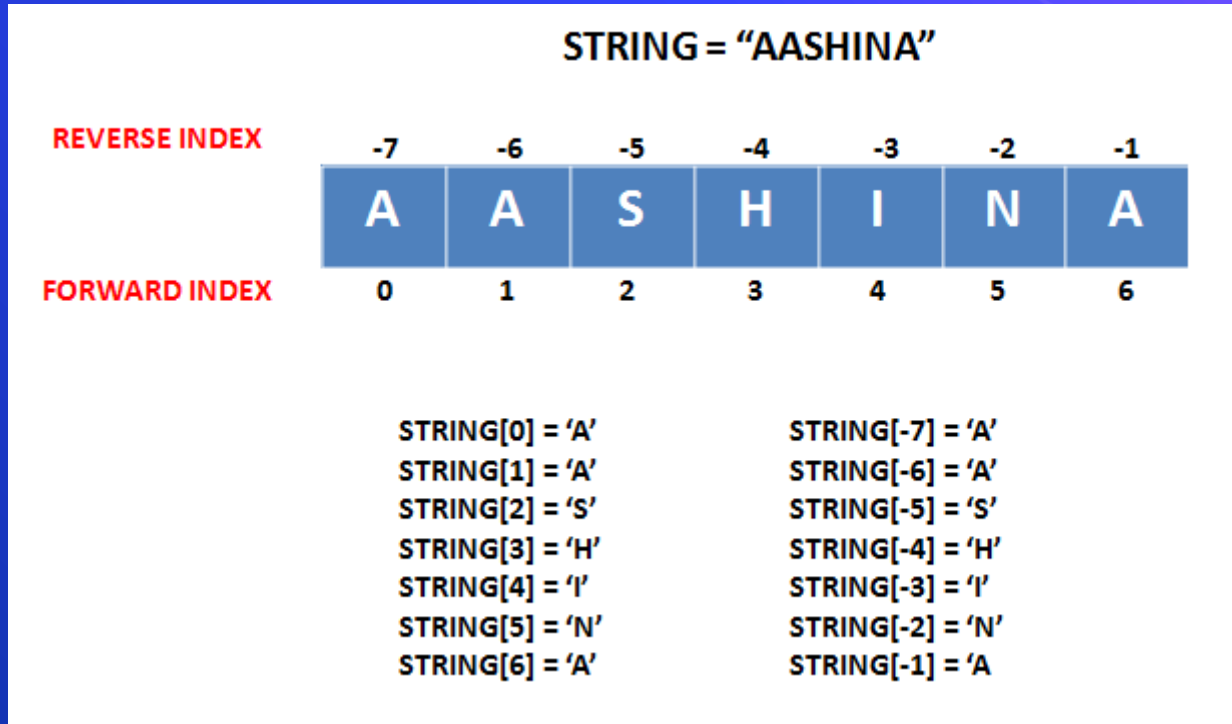 STRING = “AASHINA”
REVERSE INDEX -7 -6 -5 -4 -3 -2 -1
A A S H I N A
FORWARD INDEX 0 1 2 3 4 5 6
STRING[0] = ‘A’ STRING[-7] = ‘A’
STRING[1] = ‘A’ STRING[-6] = ‘A’
STRING[2] = ‘S’ STRING[-5] = ‘S’
STRING[3] = ‘H’ STRING[-4] = ‘H’
STRING[4] = ‘I’ STRING[-3] = ‘I’
STRING[5] = ‘N’ STRING[-2] = ‘N’
STRING[6] = ‘A’ STRING[-1] = ‘A